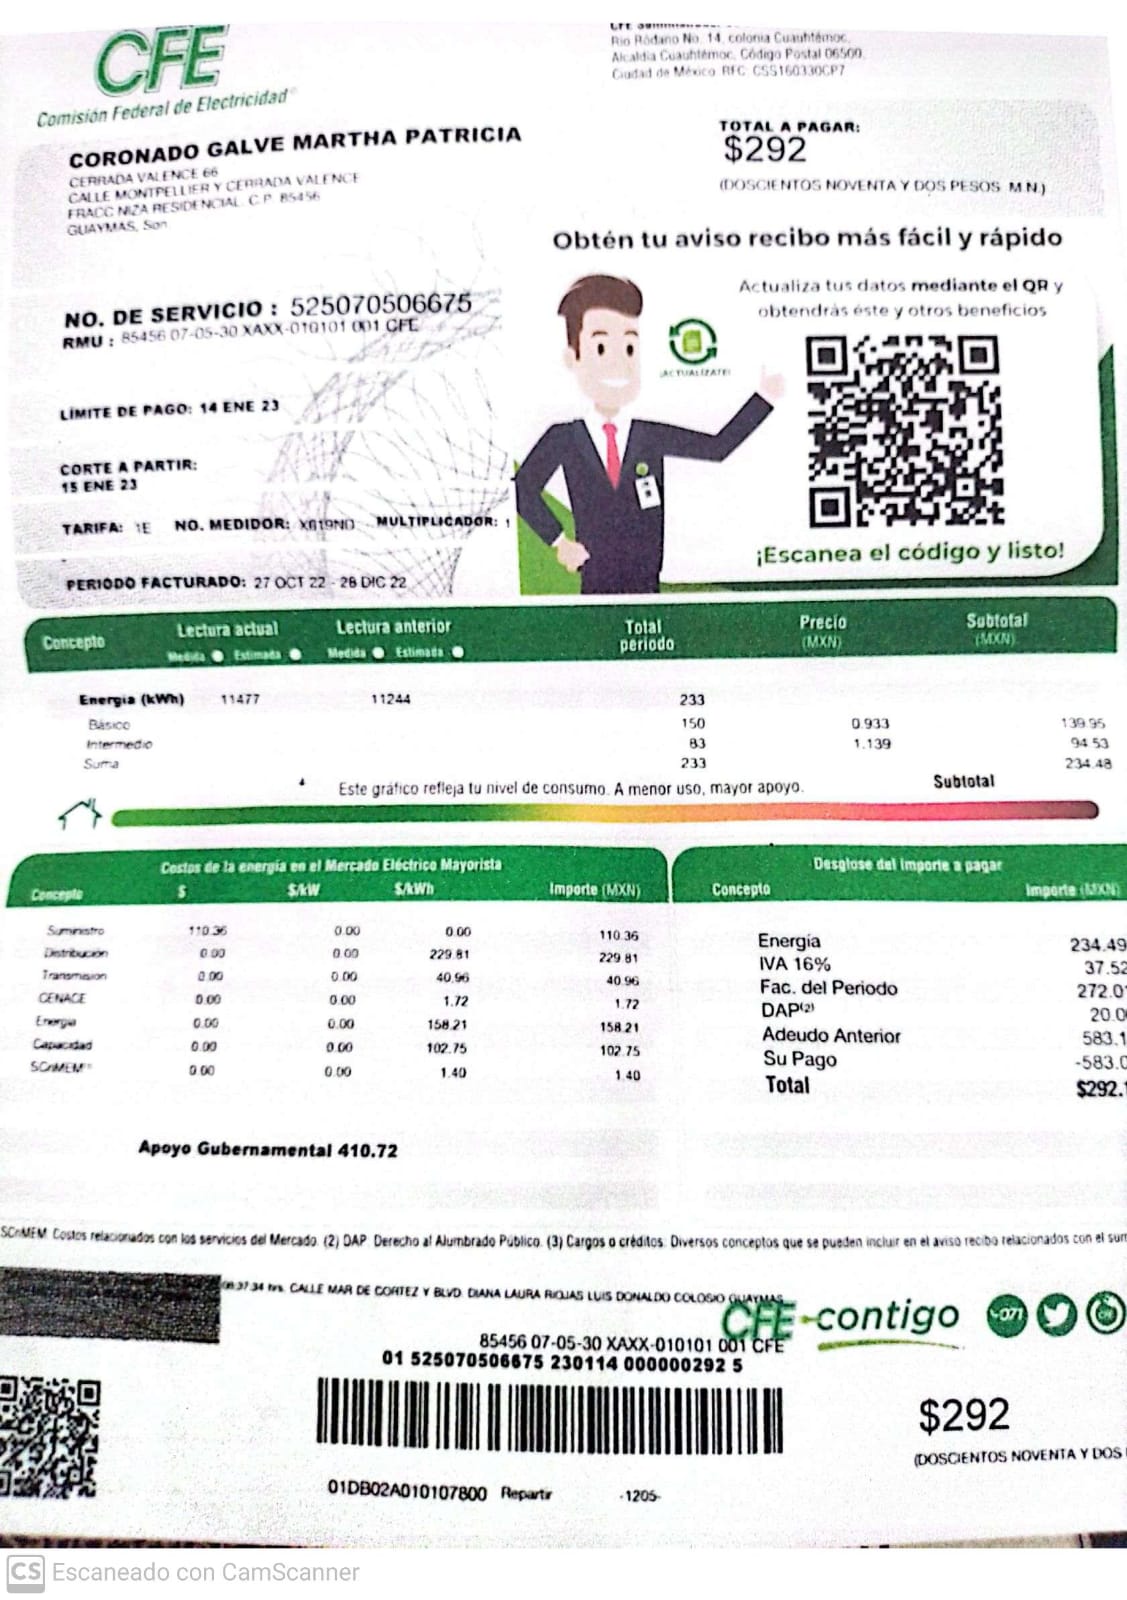 CFE
Comisión Federal de Electricidad
Río Ródano No. 14, colonia Cuauhtémoc,
Alcaldía Cuauhtémoc, Código Postal 06500,
Ciudad de México RFC: CSS160330CP7
CORONADO GALVE MARTHA PATRICIA
CERRADA VALENCE 66
CALLE MONTPELLIER Y CERRADA VALENCE
FRACC NIZA RESIDENCIAL C.P. 85456
GUAYMAS, Son
TOTAL A PAGAR:
$292
(DOSCIENTOS NOVENTA Y DOS PESOS M.N.)
Obtén tu aviso recibo más fácil y rápido
Actualiza tus datos mediante el QR y
obtendrás éste y otros beneficios
¡ACTUALÍZATE!
NO. DE SERVICIO : 525070506675
RMU : 85456 07-05-30 XAXX-010101 001 CFE
LÍMITE DE PAGO: 14 ENE 23
CORTE A PARTIR:
15 ENE 23
TARIFA: 1E NO. MEDIDOR: MULTIPLICADOR: 1
¡Escanea el código y listo!
PERIODO FACTURADO: 27 OCT 22 - 28 DIC 22
Concepto Lectura actual Lectura anterior Total periodo Precio (MXN) Subtotal (MXN)
Medida Estimada Medida Estimada
Energía (kWh) 11477 11244 233
Básico 150 0.933 139.95
Intermedio 83 1.139 94.53
Suma 233 234.48
Este gráfico refleja tu nivel de consumo. A menor uso, mayor apoyo. Subtotal
Costos de la energía en el Mercado Eléctrico Mayorista
Concepto $ $/kW $/kWh Importe (MXN)
Suministro 110.36 0.00 0.00 110.36
Distribución 0.00 0.00 229.81 229.81
Transmision 0.00 0.00 40.96 40.96
CENACE 0.00 0.00 1.72 1.72
Energía 0.00 0.00 158.21 158.21
Capacidad 0.00 0.00 102.75 102.75
SCnMEM 0.00 0.00 1.40 1.40
Desglose del importe a pagar
Concepto Importe (MXN)
Energía 234.49
IVA 16% 37.52
Fac. del Periodo 272.01
DAP(2) 20.0
Adeudo Anterior 583.1
Su Pago -583.0
Total $292.1
Apoyo Gubernamental 410.72
SCnMEM Costos relacionados con los servicios del Mercado. (2) DAP Derecho al Alumbrado Público. (3) Cargos o créditos: Diversos conceptos que se pueden incluir en el aviso recibo relacionados con el sum
:37:34 hrs. CALLE MAR DE CORTEZ Y BLVD. DIANA LAURA RIOJAS LUIS DONALDO COLOSIO GUAYMAS
CFE-contigo
071
85456 07-05-30 XAXX-010101 001 CFE
01 525070506675 230114 000000292 5
$292
(DOSCIENTOS NOVENTA Y DOS
01DB02A010107800 Repartir -1205-
CS Escaneado con CamScanner